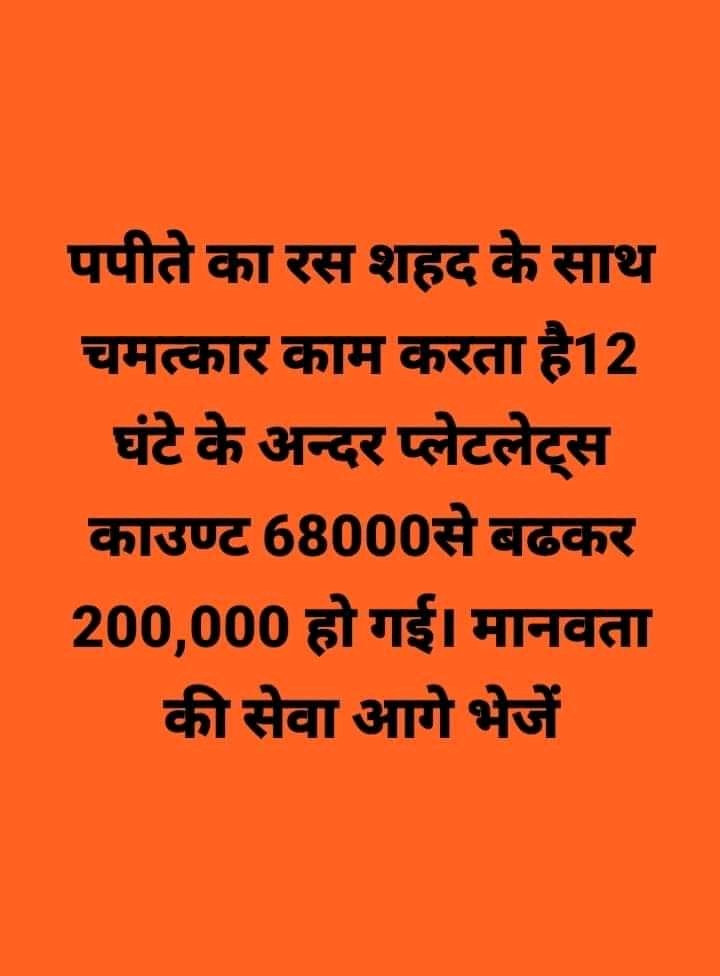 पपीते का रस शहद के साथ
चमत्कार काम करता है12
घंटे के अन्दर प्लेटलेट्स
काउण्ट 68000से बढकर
200,000 हो गई। मानवता
की सेवा आगे भेजें